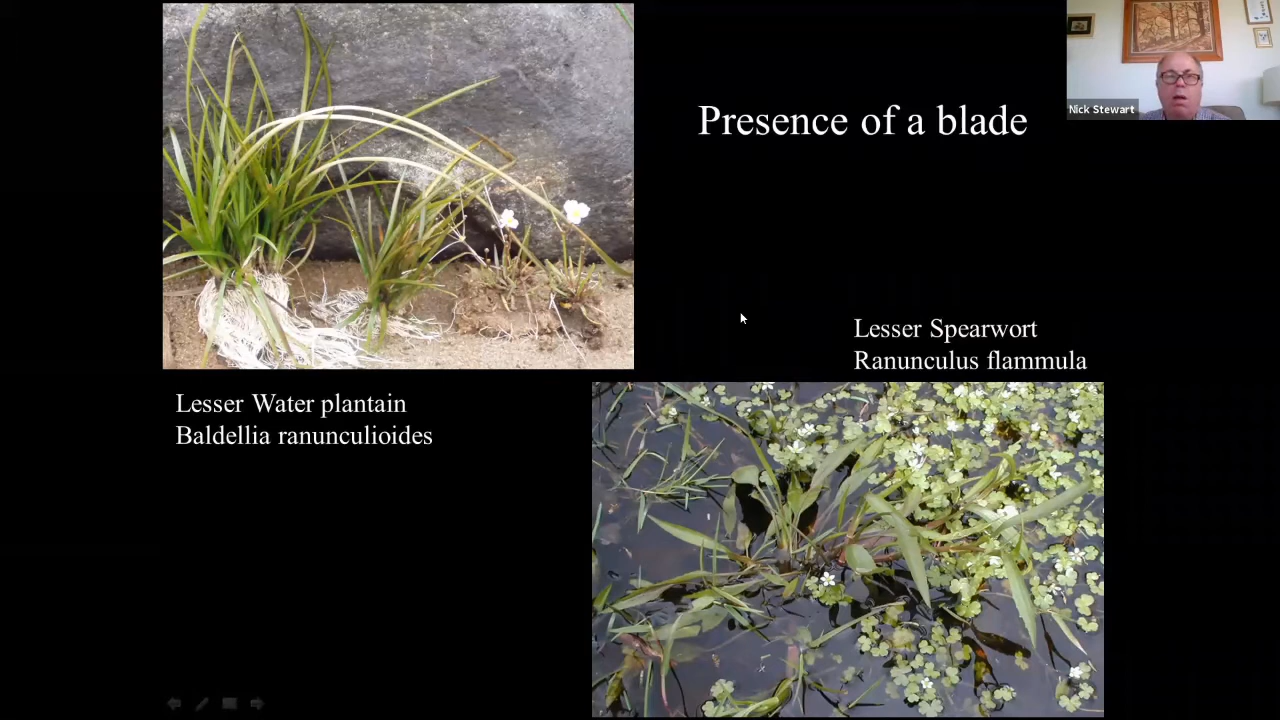 Presence of a blade
Nick Stewart
Lesser Spearwort
Ranunculus flammula
Lesser Water plantain
Baldellia ranunculioides